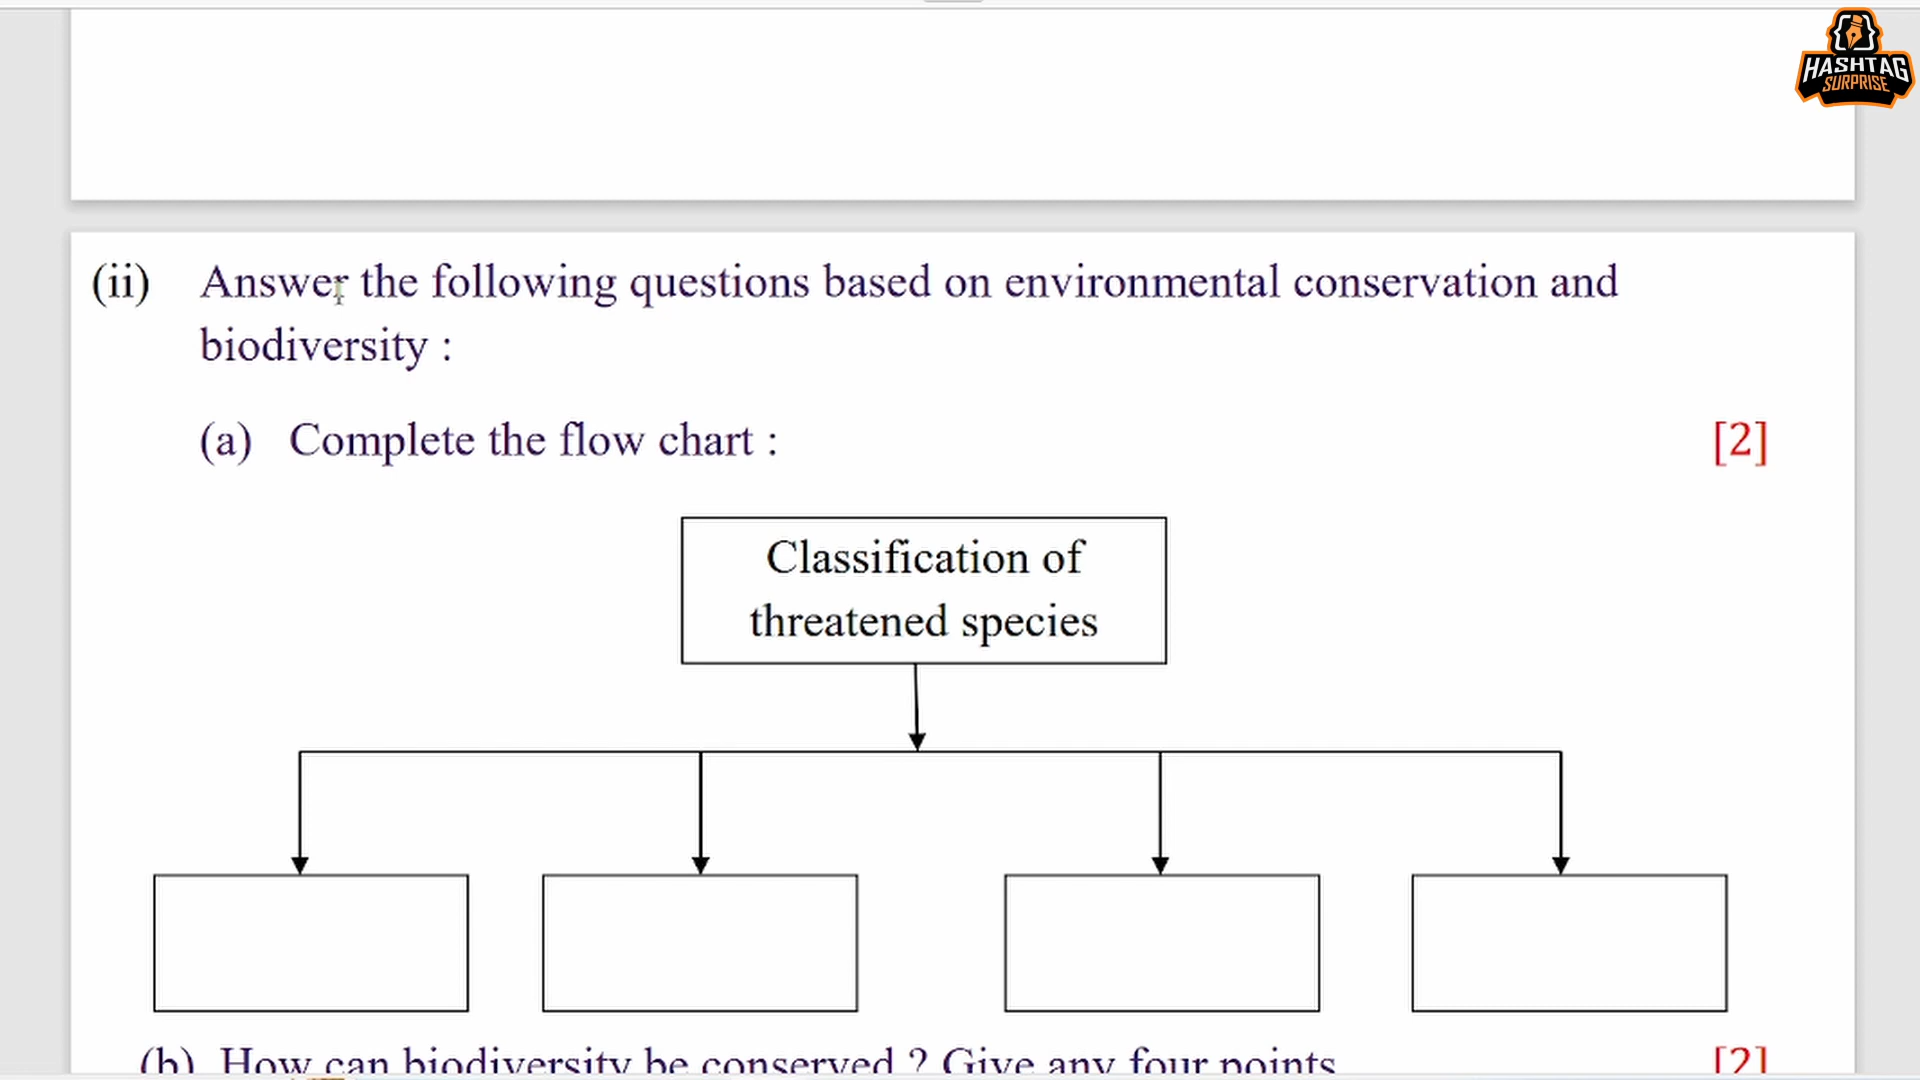 HASHTAG
SURPRISE
(ii) Answer the following questions based on environmental conservation and
biodiversity :
(a) Complete the flow chart : [2]
Classification of
threatened species
(b) How can biodiversity be conserved ? Give any four points [2]